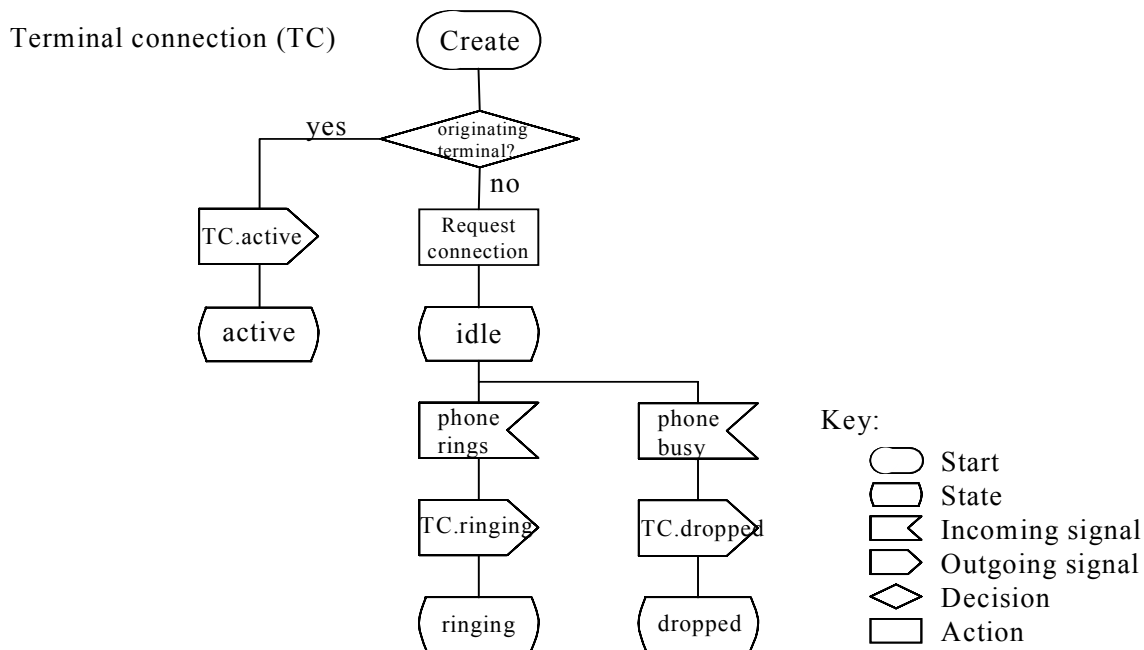 Terminal connection (TC)
Create
yes
originating
terminal?
no
TC.active
Request
connection
active
idle
phone
rings
phone
busy
TC.ringing
TC.dropped
ringing
dropped
Key:
Start
State
Incoming signal
Outgoing signal
Decision
Action